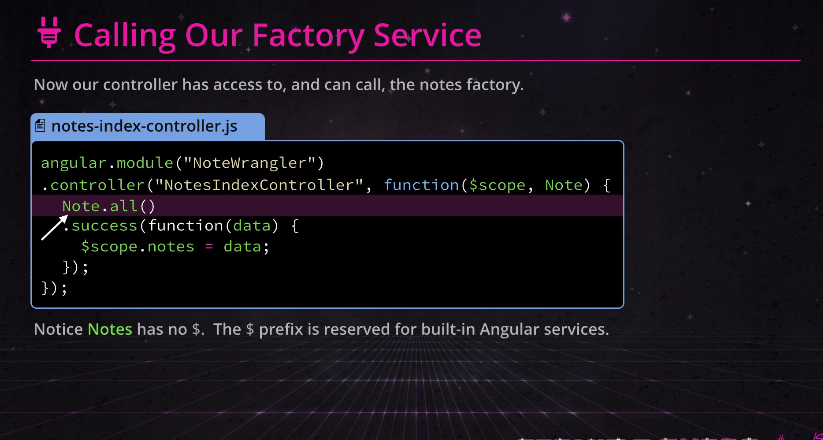 Calling Our Factory Service
Now our controller has access to, and can call, the notes factory.
notes-index-controller.js
angular.module("NoteWrangler")
.controller("NotesIndexController", function($scope, Note) {
Note.all()
.success(function(data) {
$scope.notes = data;
});
});
Notice Notes has no $. The $ prefix is reserved for built-in Angular services.